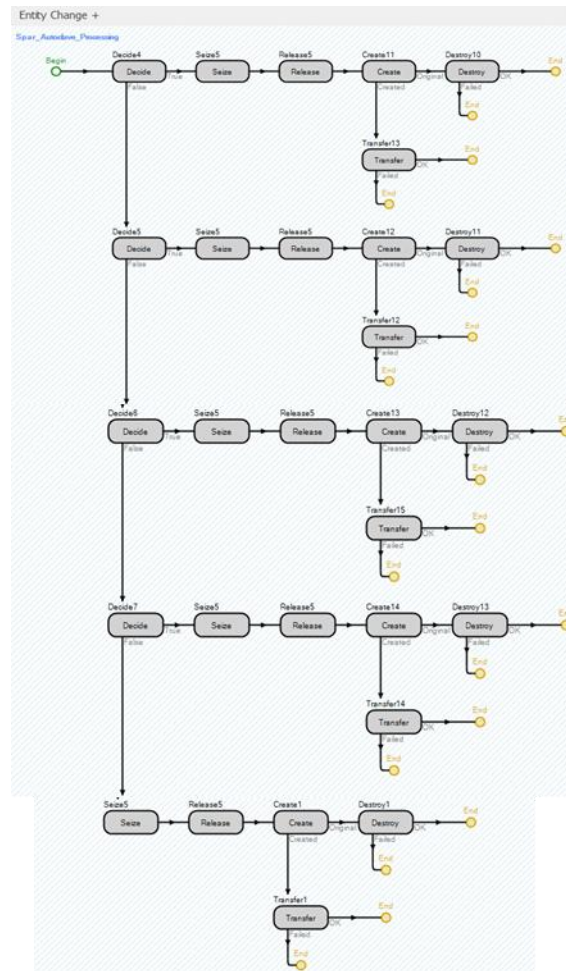 Entity Change +
Spar_Autoclave_Processing
Begin
Decide4 Seize5 Release5 Create11 Destroy10 End
Decide Seize Release Create Destroy
False True Created Original Failed OK
End
Transfer13 End
Transfer
Failed OK
End
Decide5 Seize5 Release5 Create12 Destroy11 End
Decide Seize Release Create Destroy
False True Created Original Failed OK
End
Transfer12 End
Transfer
Failed OK
End
Decide6 Seize5 Release5 Create13 Destroy12
Decide Seize Release Create Destroy
False True Created Original Failed OK
End
Transfer15 End
Transfer
Failed OK
End
Decide7 Seize5 Release5 Create14 Destroy13
Decide Seize Release Create Destroy
False True Created Original Failed OK
End
Transfer14 End
Transfer
Failed OK
End
Seize5 Release5 Create1 Destroy1 End
Seize Release Create Destroy
Created Original Failed OK
End
Transfer1 End
Transfer
Failed OK
End